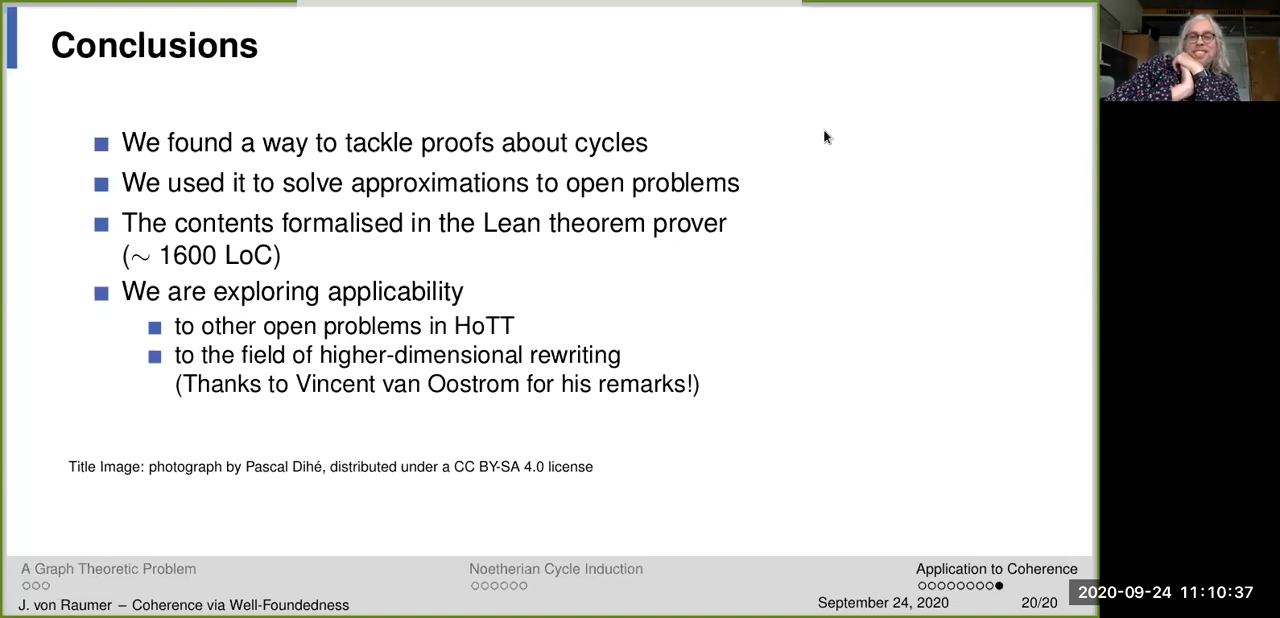 Conclusions
We found a way to tackle proofs about cycles
We used it to solve approximations to open problems
The contents formalised in the Lean theorem prover
(∼ 1600 LoC)
We are exploring applicability
to other open problems in HoTT
to the field of higher-dimensional rewriting
(Thanks to Vincent van Oostrom for his remarks!)
Title Image: photograph by Pascal Dihé, distributed under a CC BY-SA 4.0 license
A Graph Theoretic Problem
Noetherian Cycle Induction
Application to Coherence
J. von Raumer – Coherence via Well-Foundedness
September 24, 2020
20/20
2020-09-24 11:10:37